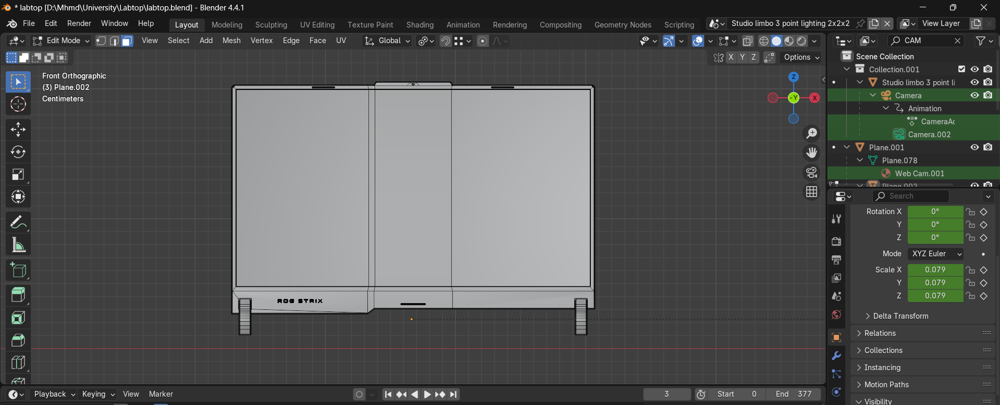 * labtop [D:\Mhmd\University\Labtop\labtop.blend] - Blender 4.4.1
File Edit Render Window Help Layout Modeling Sculpting UV Editing Texture Paint Shading Animation Rendering Compositing Geometry Nodes Scripting Studio limbo 3 point lighting 2x2x2 View Layer
Edit Mode View Select Add Mesh Vertex Edge Face UV Global
X Y Z Options
Front Orthographic
(3) Plane.002
Centimeters
Z
-Y X
ROG STRIX
CAM
Scene Collection
Collection.001
Studio limbo 3 point li
Camera
Animation
CameraAc
Camera.002
Plane.001
Plane.078
Web Cam.001
Plane.002
Search
Rotation X 0°
Y 0°
Z 0°
Mode XYZ Euler
Scale X 0.079
Y 0.079
Z 0.079
Delta Transform
Relations
Collections
Instancing
Motion Paths
Visibility
Playback Keying View Marker 3 Start 0 End 377